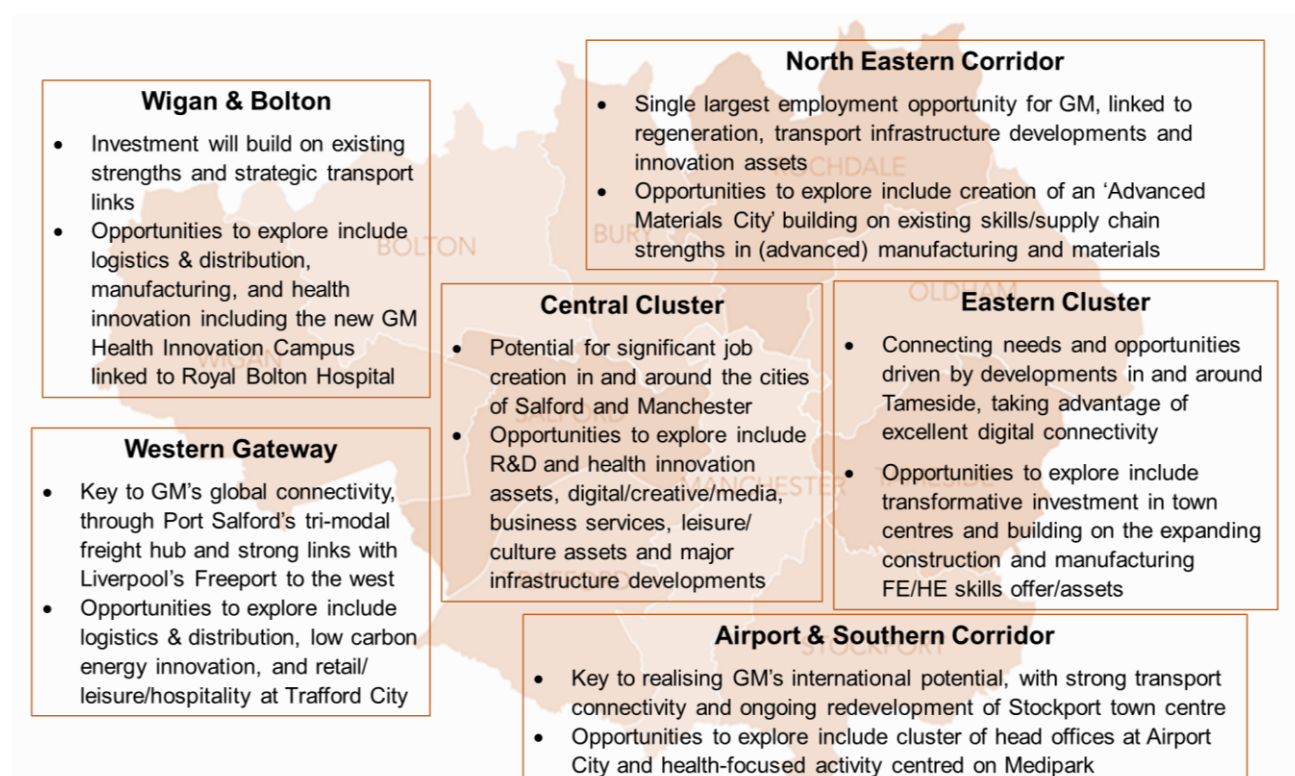 Wigan & Bolton
• Investment will build on existing
strengths and strategic transport
links
• Opportunities to explore include
logistics & distribution,
manufacturing, and health
innovation including the new GM
Health Innovation Campus
linked to Royal Bolton Hospital
North Eastern Corridor
• Single largest employment opportunity for GM, linked to
regeneration, transport infrastructure developments and
innovation assets
• Opportunities to explore include creation of an ‘Advanced
Materials City’ building on existing skills/supply chain
strengths in (advanced) manufacturing and materials
Western Gateway
• Key to GM’s global connectivity,
through Port Salford’s tri-modal
freight hub and strong links with
Liverpool’s Freeport to the west
• Opportunities to explore include
logistics & distribution, low carbon
energy innovation, and retail/
leisure/hospitality at Trafford City
Central Cluster
• Potential for significant job
creation in and around the cities
of Salford and Manchester
• Opportunities to explore include
R&D and health innovation
assets, digital/creative/media,
business services, leisure/
culture assets and major
infrastructure developments
Eastern Cluster
• Connecting needs and opportunities
driven by developments in and around
Tameside, taking advantage of
excellent digital connectivity
• Opportunities to explore include
transformative investment in town
centres and building on the expanding
construction and manufacturing
FE/HE skills offer/assets
Airport & Southern Corridor
• Key to realising GM’s international potential, with strong transport
connectivity and ongoing redevelopment of Stockport town centre
• Opportunities to explore include cluster of head offices at Airport
City and health-focused activity centred on Medipark
BOLTON
BURY
ROCHDALE
OLDHAM
WIGAN
SALFORD
MANCHESTER
TAMESIDE
TRAFFORD
STOCKPORT